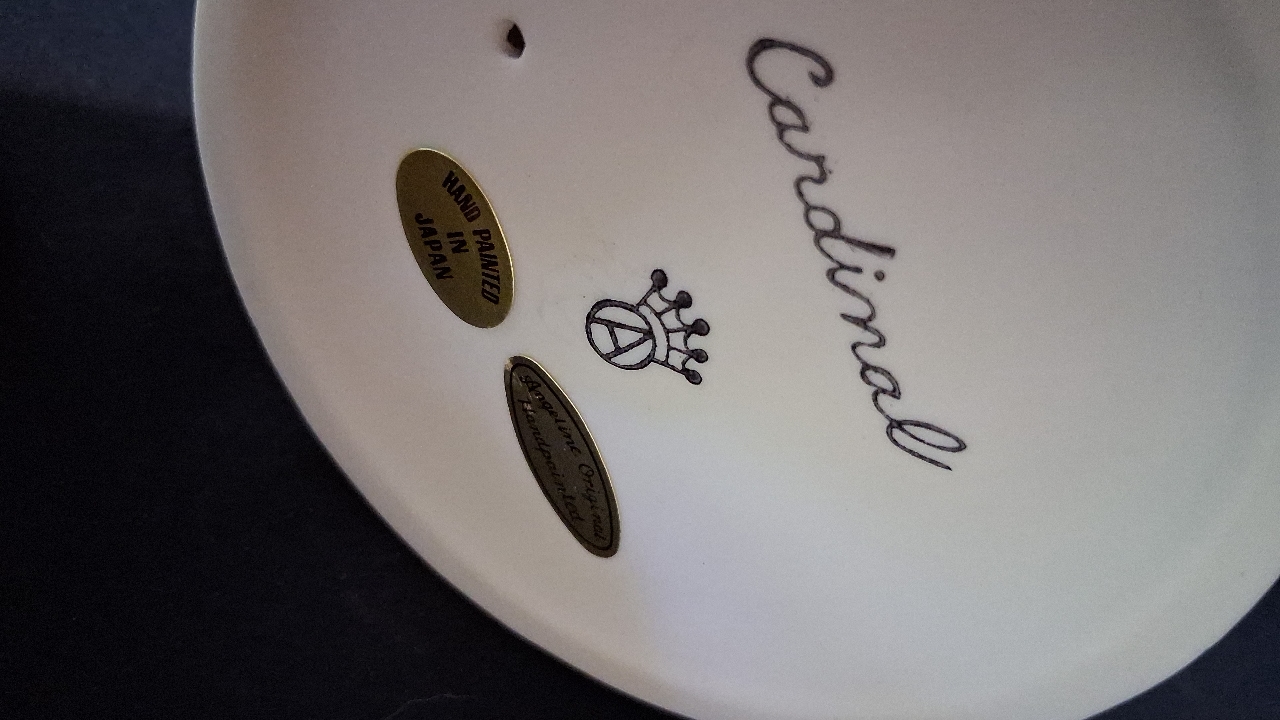 Cardinal
A
HAND PAINTED
IN
JAPAN
Angeline Original
Handpainted